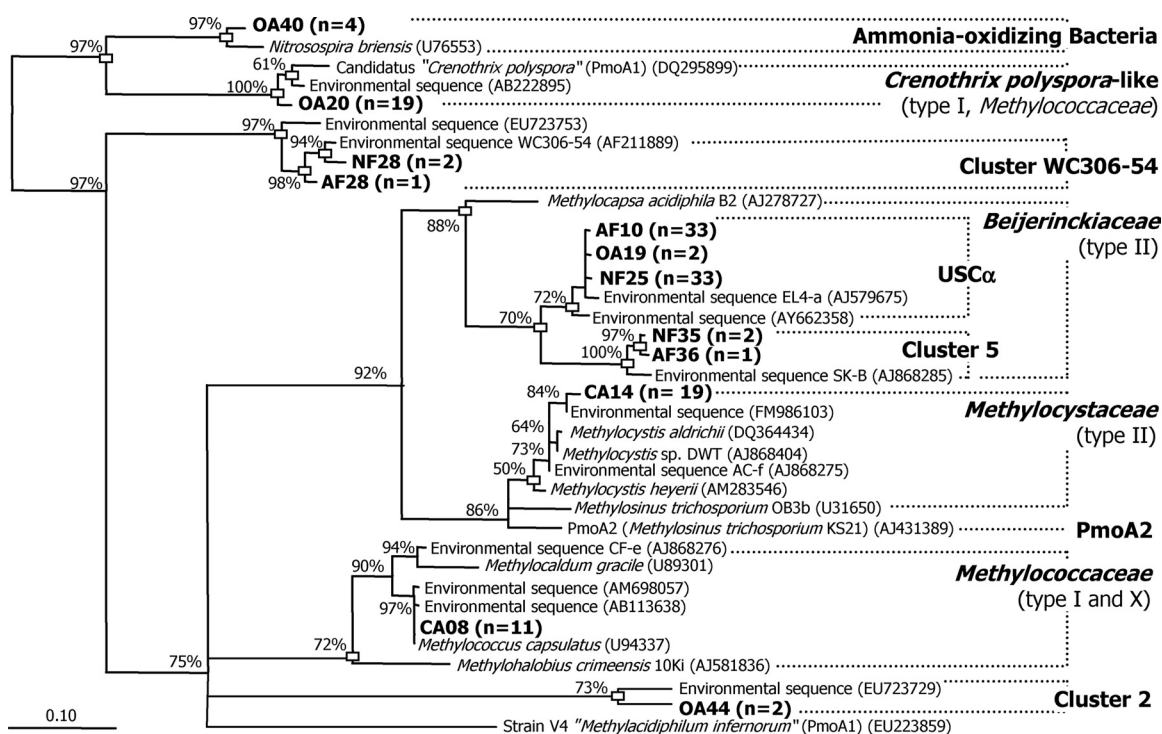 97%
OA40 (n=4)
Nitrosospira briensis (U76553)
Ammonia-oxidizing Bacteria
97%
61%
Candidatus "Crenothrix polyspora" (PmoA1) (DQ295899)
Environmental sequence (AB222895)
100%
OA20 (n=19)
Crenothrix polyspora-like
(type I, Methylococcaceae)
97%
Environmental sequence (EU723753)
94%
Environmental sequence WC306-54 (AF211889)
NF28 (n=2)
98%
AF28 (n=1)
Cluster WC306-54
97%
Methylocapsa acidiphila B2 (AJ278727)
88%
Beijerinckiaceae
(type II)
AF10 (n=33)
OA19 (n=2)
NF25 (n=33)
USCα
72%
Environmental sequence EL4-a (AJ579675)
Environmental sequence (AY662358)
70%
97%
NF35 (n=2)
AF36 (n=1)
100%
Cluster 5
Environmental sequence SK-B (AJ868285)
92%
84%
CA14 (n= 19)
Environmental sequence (FM986103)
Methylocystaceae
(type II)
64%
Methylocystis aldrichii (DQ364434)
73%
Methylocystis sp. DWT (AJ868404)
Environmental sequence AC-f (AJ868275)
50%
Methylocystis heyerii (AM283546)
86%
Methylosinus trichosporium OB3b (U31650)
PmoA2 (Methylosinus trichosporium KS21) (AJ431389)
PmoA2
94%
Environmental sequence CF-e (AJ868276)
90%
Methylocaldum gracile (U89301)
Methylococcaceae
(type I and X)
Environmental sequence (AM698057)
97%
Environmental sequence (AB113638)
CA08 (n=11)
Methylococcus capsulatus (U94337)
72%
Methylohalobius crimeensis 10Ki (AJ581836)
75%
73%
Environmental sequence (EU723729)
OA44 (n=2)
Cluster 2
0.10
Strain V4 "Methylacidiphilum infernorum" (PmoA1) (EU223859)